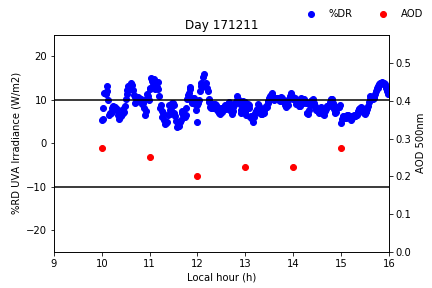 %DR AOD
Day 171211
%RD UVA Irradiance (W/m2)
20
10
0
−10
−20
0.5
0.4
0.3
0.2
0.1
0.0
AOD 500nm
9 10 11 12 13 14 15 16
Local hour (h)